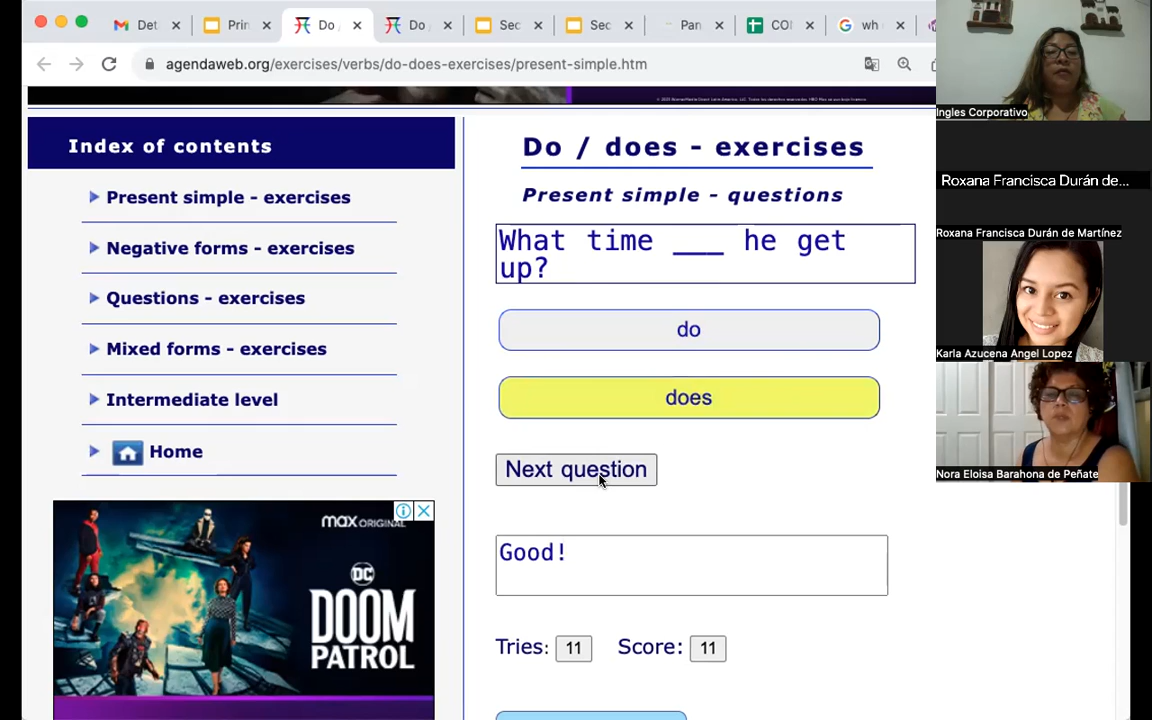 Det
Prin
Do /
Do
Sec
Sec
Pan
CO
wh
agendaweb.org/exercises/verbs/do-does-exercises/present-simple.htm
Index of contents
Present simple - exercises
Negative forms - exercises
Questions - exercises
Mixed forms - exercises
Intermediate level
Home
max ORIGINAL
DC
DOOM
PATROL
Do / does - exercises
Present simple - questions
What time ___ he get
up?
do
does
Next question
Good!
Tries: 11 Score: 11
Ingles Corporativo
Roxana Francisca Durán de...
Roxana Francisca Durán de Martínez
Karla Azucena Angel Lopez
Nora Eloisa Barahona de Peñate